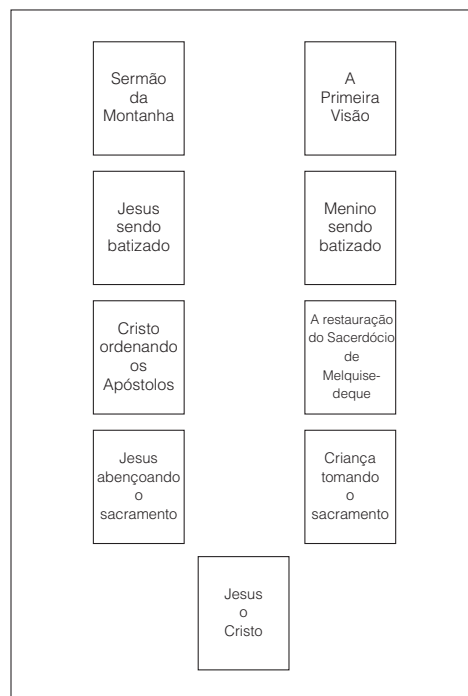 Sermão
da
Montanha
A
Primeira
Visão
Jesus
sendo
batizado
Menino
sendo
batizado
Cristo
ordenando
os
Apóstolos
A restauração
do Sacerdócio
de
Melquise-
deque
Jesus
abençoando
o
sacramento
Criança
tomando
o
sacramento
Jesus
o
Cristo